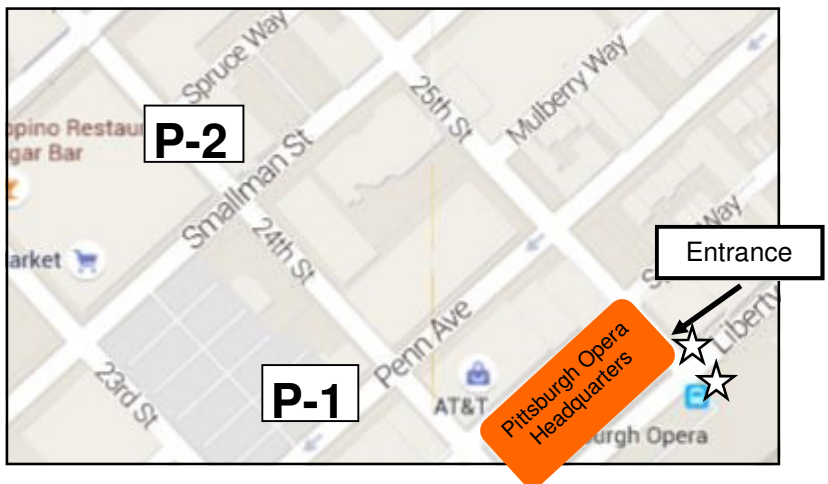 Spruce Way
25th St
Mulberry Way
ppino Restau
gar Bar
P-2
Smallman St
24th St
Way
Entrance
arket
Liberty
Penn Ave
23rd St
P-1
AT&T
Pittsburgh Opera
Headquarters
urgh Opera